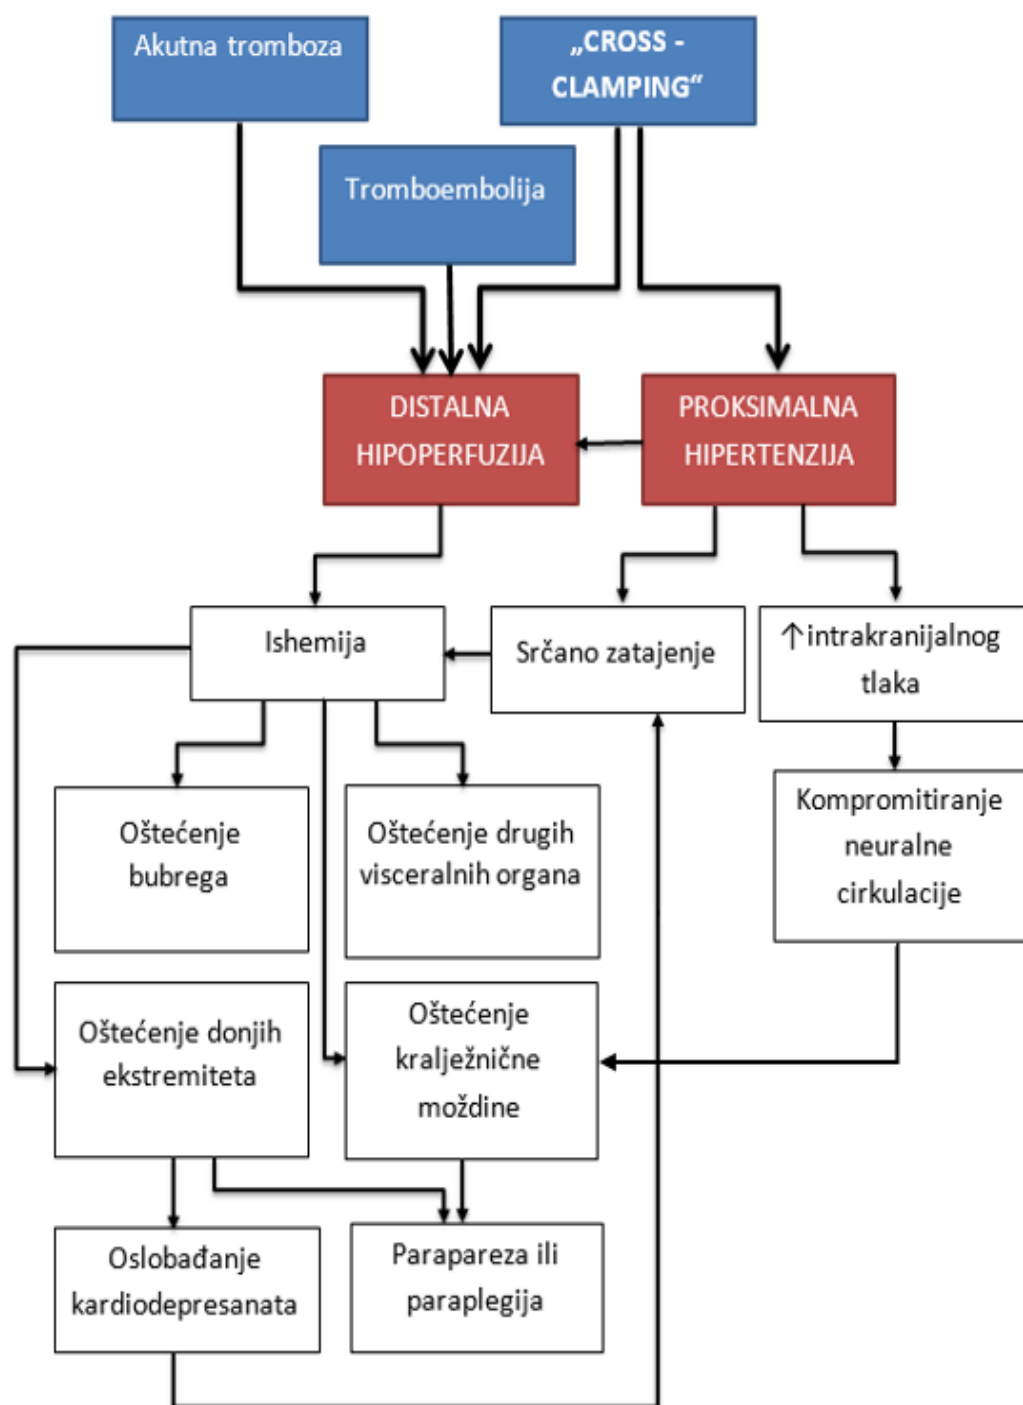 Akutna tromboza
„CROSS -
CLAMPING“
Tromboembolija
DISTALNA
HIPOPERFUZIJA
PROKSIMALNA
HIPERTENZIJA
Ishemija
Srčano zatajenje
↑intrakranijalnog
tlaka
Oštećenje
bubrega
Oštećenje drugih
visceralnih organa
Kompromitiranje
neuralne
cirkulacije
Oštećenje donjih
ekstremiteta
Oštećenje
kralježnične
moždine
Oslobađanje
kardiodepresanata
Parapareza ili
paraplegija